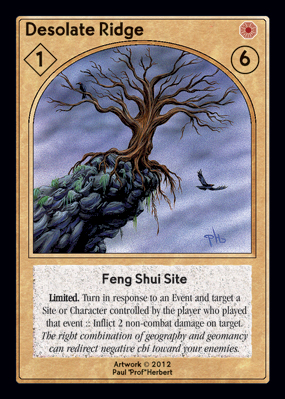 Desolate Ridge
1
6
PH
Feng Shui Site
Limited. Turn in response to an Event and target a
Site or Character controlled by the player who played
that event :: Inflict 2 non-combat damage on target.
The right combination of geography and geomancy
can redirect negative chi toward your enemies.
Artwork © 2012
Paul "Prof" Herbert